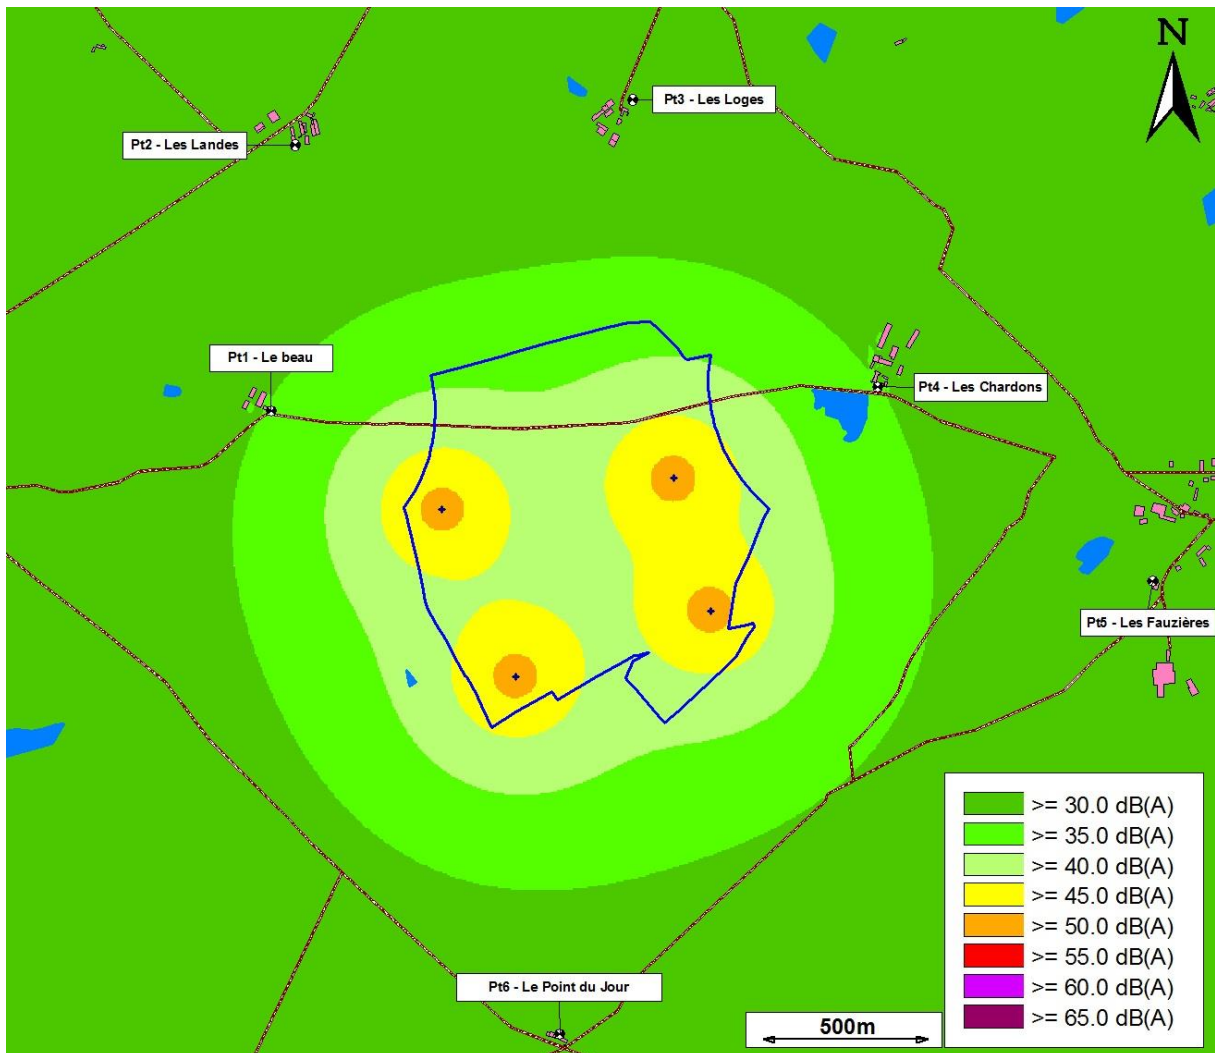 N
Pt3 - Les Loges
Pt2 - Les Landes
Pt1 - Le beau
Pt4 - Les Chardons
Pt5 - Les Fauzières
Pt6 - Le Point du Jour
500m
>= 30.0 dB(A)
>= 35.0 dB(A)
>= 40.0 dB(A)
>= 45.0 dB(A)
>= 50.0 dB(A)
>= 55.0 dB(A)
>= 60.0 dB(A)
>= 65.0 dB(A)